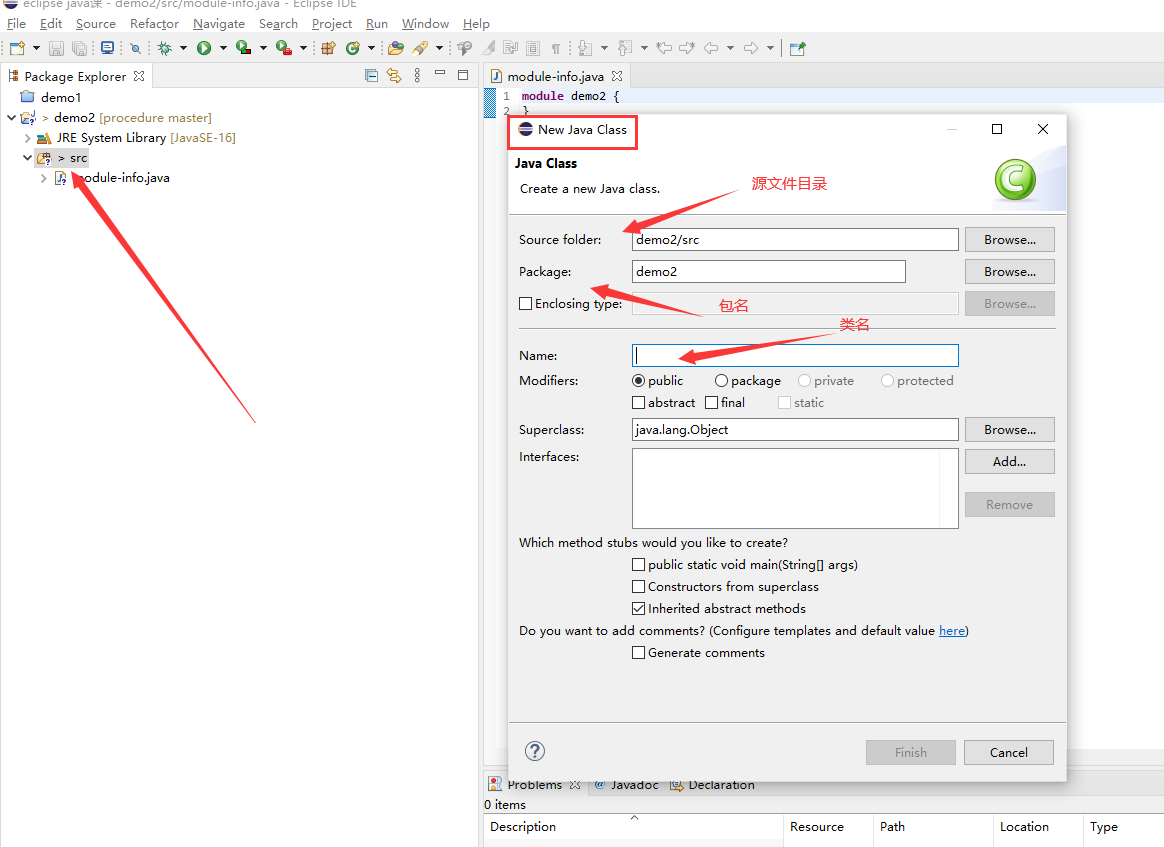 eclipse java课 - demo2/src/module-info.java - Eclipse IDE
File Edit Source Refactor Navigate Search Project Run Window Help
Package Explorer
demo1
> demo2 [procedure master]
JRE System Library [JavaSE-16]
> src
module-info.java
module-info.java
1 module demo2 {
2 }
New Java Class
Java Class
Create a new Java class.
源文件目录
Source folder: demo2/src Browse...
Package: demo2 Browse...
Enclosing type: Browse...
包名
类名
Name:
Modifiers: public package private protected
abstract final static
Superclass: java.lang.Object Browse...
Interfaces: Add...
Remove
Which method stubs would you like to create?
public static void main(String[] args)
Constructors from superclass
Inherited abstract methods
Do you want to add comments? (Configure templates and default value here)
Generate comments
? Finish Cancel
Problems @ Javadoc Declaration
0 items
Description Resource Path Location Type